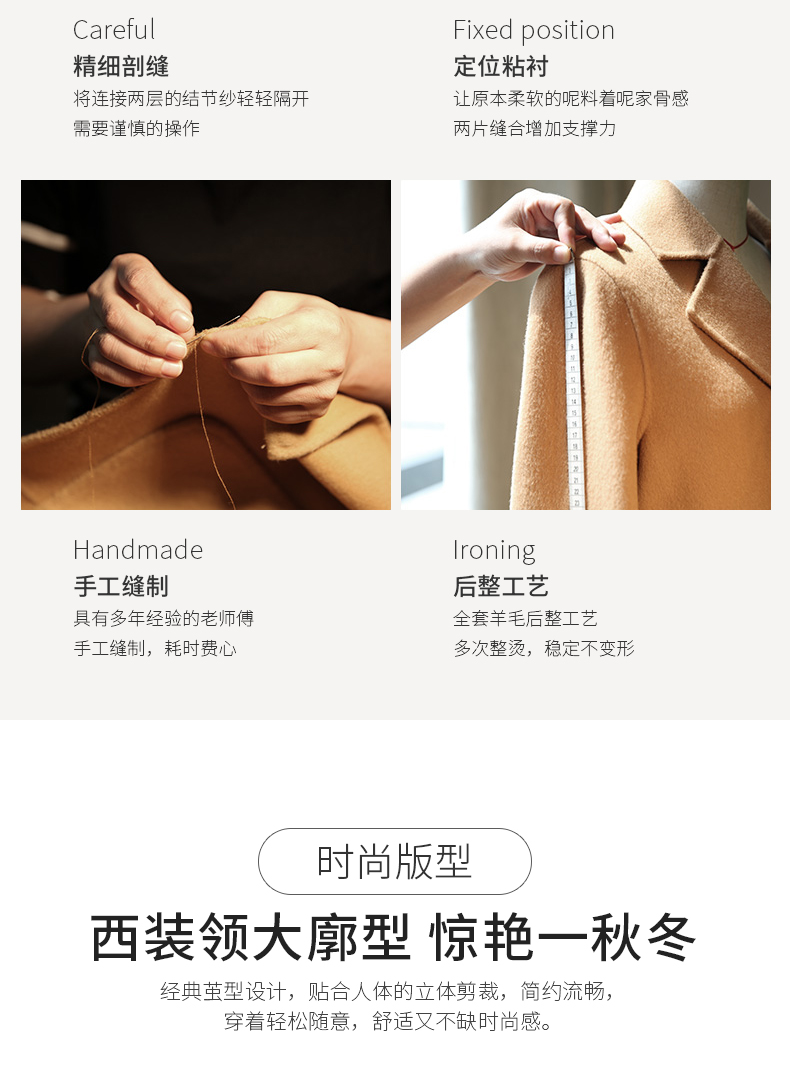 Careful
精细剖缝
将连接两层的结节纱轻轻隔开
需要谨慎的操作
Fixed position
定位粘衬
让原本柔软的呢料着呢家骨感
两片缝合增加支撑力
Handmade
手工缝制
具有多年经验的老师傅
手工缝制，耗时费心
Ironing
后整工艺
全套羊毛后整工艺
多次整烫，稳定不变形
时尚版型
西装领大廓型 惊艳一秋冬
经典茧型设计，贴合人体的立体剪裁，简约流畅，
穿着轻松随意，舒适又不缺时尚感。